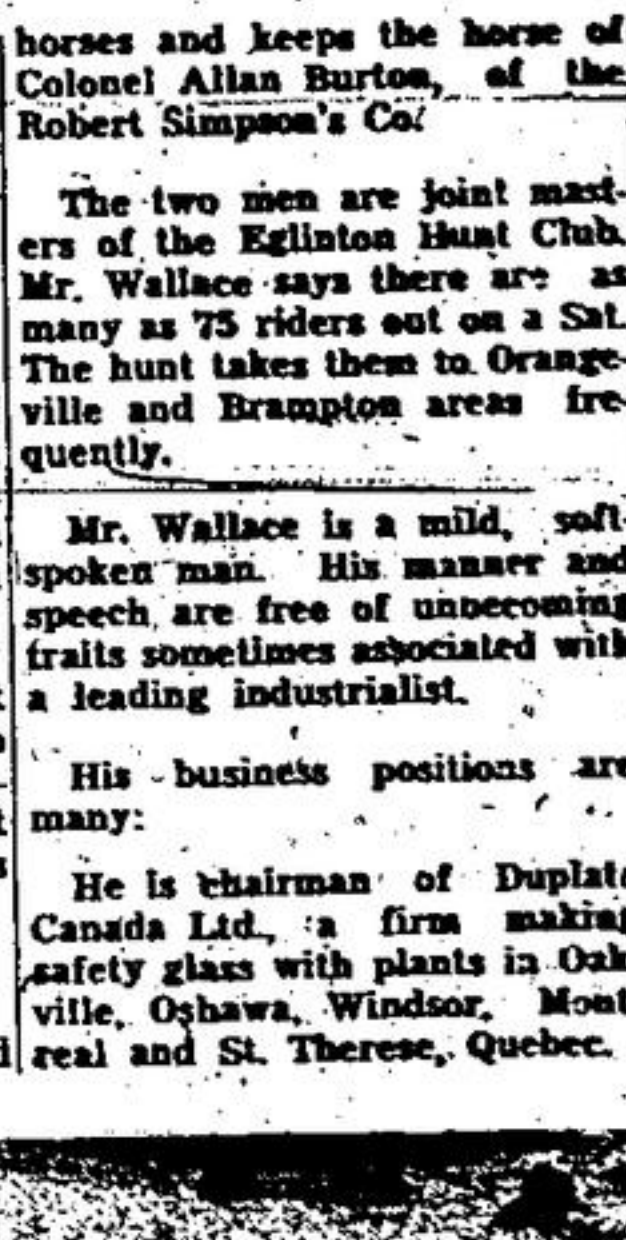 horses and keeps the horse of
Colonel Allan Burton, of the
Robert Simpson's Co.
The two men are joint mast-
ers of the Eglinton Hunt Club.
Mr. Wallace says there are as
many as 75 riders out on a Sat.
The hunt takes them to Orange-
ville and Brampton areas fre-
quently.
Mr. Wallace is a mild, soft-
spoken man. His manner and
speech are free of unbecoming
traits sometimes associated with
a leading industrialist.
His business positions are
many:
He is chairman of Duplate
Canada Ltd., a firm making
safety glass with plants in Oak
ville, Oshawa, Windsor, Mont
real and St. Therese, Quebec.